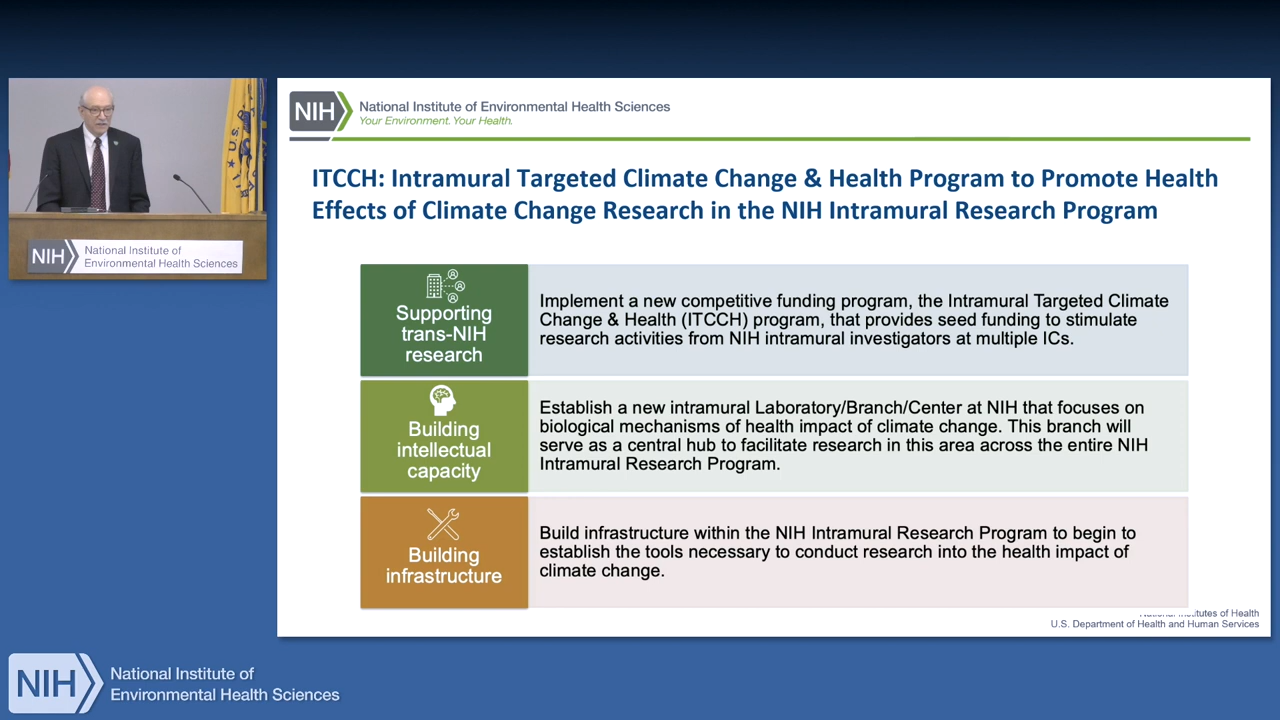 NIH
National Institute of Environmental Health Sciences
Your Environment. Your Health.
ITCCH: Intramural Targeted Climate Change & Health Program to Promote Health
Effects of Climate Change Research in the NIH Intramural Research Program
U.S.
NIH
National Institute of
Environmental Health Sciences
Supporting
trans-NIH
research
Implement a new competitive funding program, the Intramural Targeted Climate
Change & Health (ITCCH) program, that provides seed funding to stimulate
research activities from NIH intramural investigators at multiple ICs.
Building
intellectual
capacity
Establish a new intramural Laboratory/Branch/Center at NIH that focuses on
biological mechanisms of health impact of climate change. This branch will
serve as a central hub to facilitate research in this area across the entire NIH
Intramural Research Program.
Building
infrastructure
Build infrastructure within the NIH Intramural Research Program to begin to
establish the tools necessary to conduct research into the health impact of
climate change.
National Institutes of Health
U.S. Department of Health and Human Services
NIH
National Institute of
Environmental Health Sciences